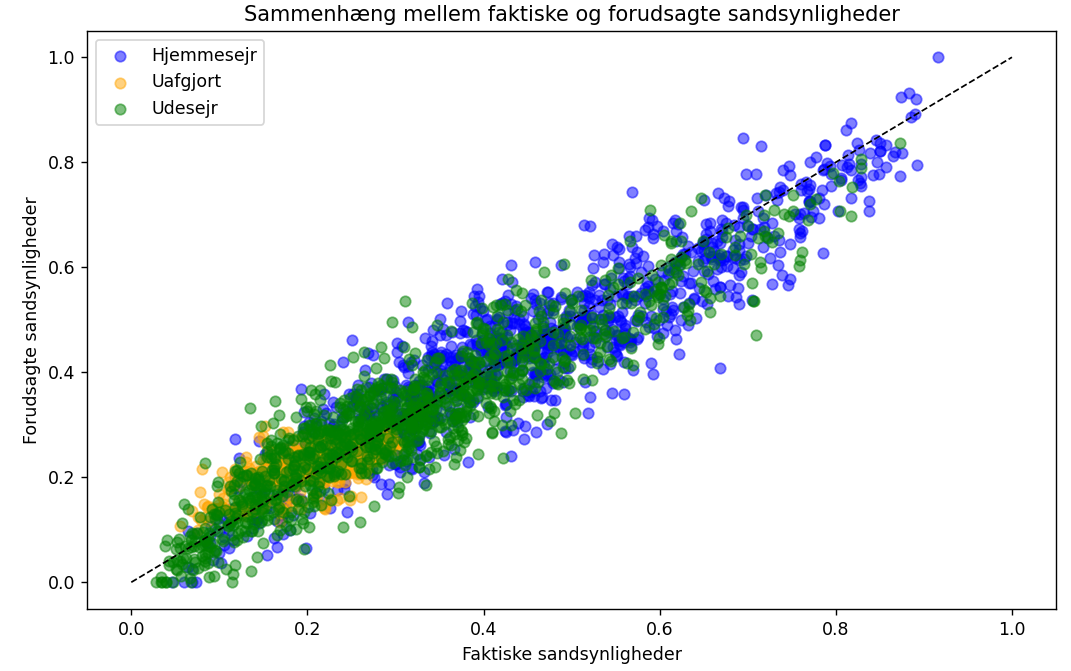 Sammenhæng mellem faktiske og forudsagte sandsynligheder
Hjemmesejr
Uafgjort
Udesejr
Forudsagte sandsynligheder
1.0
0.8
0.6
0.4
0.2
0.0
0.0 0.2 0.4 0.6 0.8 1.0
Faktiske sandsynligheder